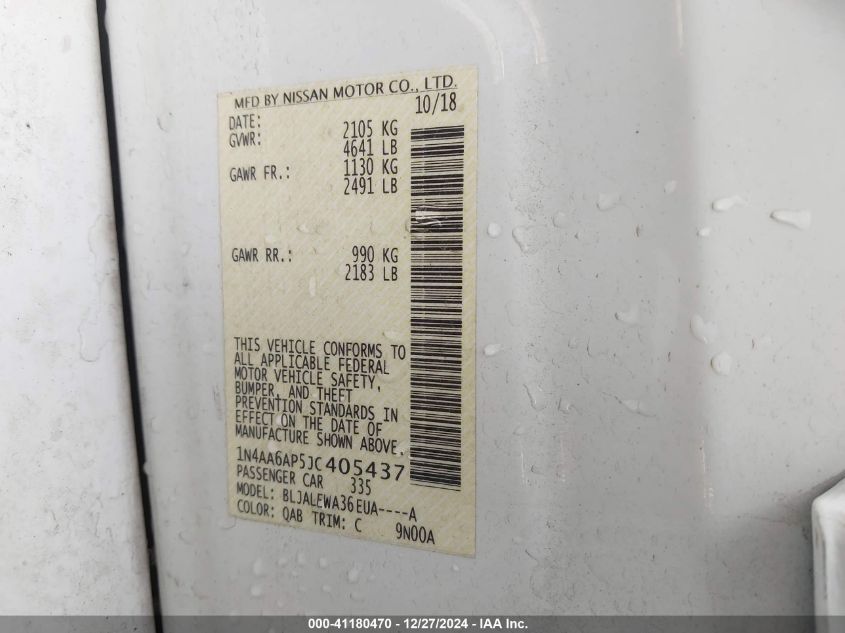 MFD BY NISSAN MOTOR CO., LTD.
DATE: 10/18
GVWR: 2105 KG
4641 LB
GAWR FR.: 1130 KG
2491 LB
GAWR RR.: 990 KG
2183 LB
THIS VEHICLE CONFORMS TO
ALL APPLICABLE FEDERAL
MOTOR VEHICLE SAFETY,
BUMPER, AND THEFT
PREVENTION STANDARDS IN
EFFECT ON THE DATE OF
MANUFACTURE SHOWN ABOVE.
1N4AA6AP5JC405437
PASSENGER CAR 335
MODEL: BLJALEWA36EUA----A
COLOR: QAB TRIM: C 9N00A
000-41180470 - 12/27/2024 - IAA Inc.